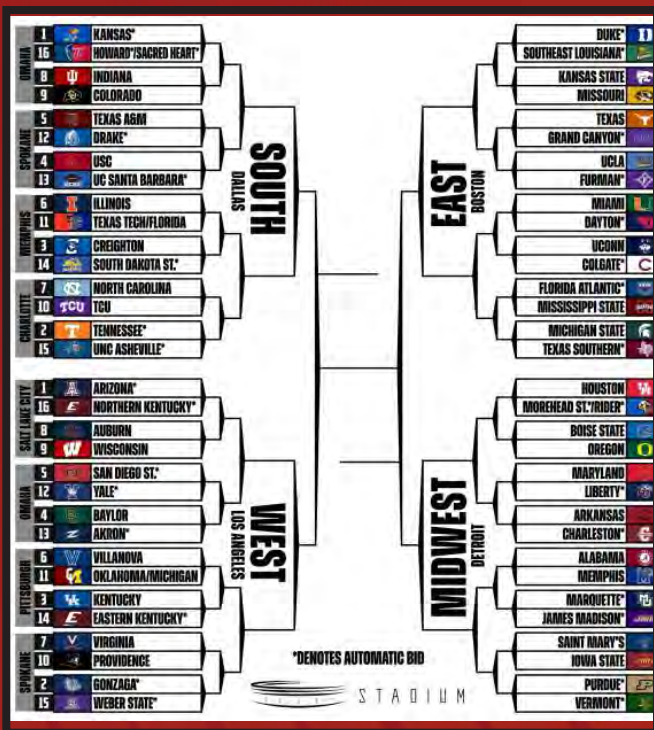 OMAHA
1 KANSAS*
16 HOWARD*/SACRED HEART*
8 INDIANA
9 COLORADO
SPOKANE
5 TEXAS A&M
12 DRAKE*
4 USC
13 UC SANTA BARBARA*
MEMPHIS
6 ILLINOIS
11 TEXAS TECH/FLORIDA
3 CREIGHTON
14 SOUTH DAKOTA ST.*
CHARLOTTE
7 NORTH CAROLINA
10 TCU TCU
2 TENNESSEE*
15 UNC ASHEVILLE*
SOUTH
DALLAS
SALT LAKE CITY
1 ARIZONA*
16 NORTHERN KENTUCKY*
8 AUBURN
9 WISCONSIN
OMAHA
5 SAN DIEGO ST.*
12 YALE*
4 BAYLOR
13 AKRON*
PITTSBURGH
6 VILLANOVA
11 OKLAHOMA/MICHIGAN
3 KENTUCKY
14 EASTERN KENTUCKY*
SPOKANE
7 VIRGINIA
10 PROVIDENCE
2 GONZAGA*
15 WEBER STATE*
WEST
LOS ANGELES
EAST
BOSTON
DUKE*
SOUTHEAST LOUISIANA*
KANSAS STATE
MISSOURI
TEXAS
GRAND CANYON*
UCLA
FURMAN*
MIAMI
DAYTON*
UCONN
COLGATE*
FLORIDA ATLANTIC*
MISSISSIPPI STATE
MICHIGAN STATE
TEXAS SOUTHERN*
MIDWEST
DETROIT
HOUSTON
MOREHEAD ST.*/RIDER*
BOISE STATE
OREGON
MARYLAND
LIBERTY*
ARKANSAS
CHARLESTON*
ALABAMA
MEMPHIS
MARQUETTE*
JAMES MADISON*
SAINT MARY'S
IOWA STATE
PURDUE*
VERMONT*
*DENOTES AUTOMATIC BID
STADIUM